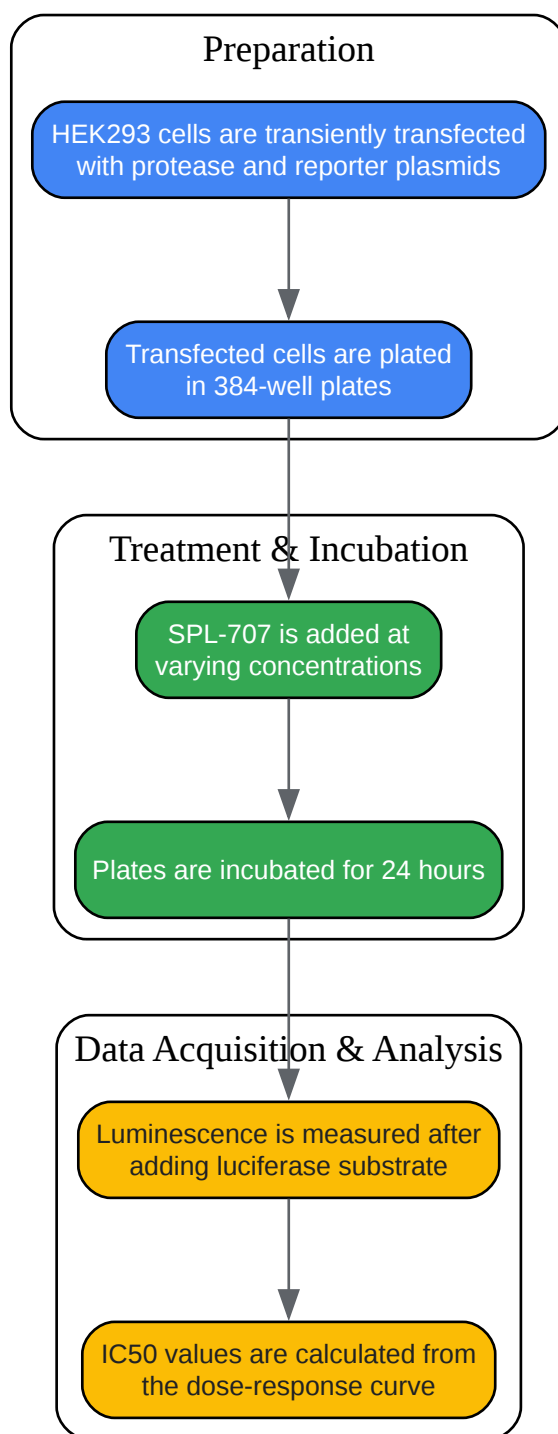 Preparation
HEK293 cells are transiently transfected
with protease and reporter plasmids
Transfected cells are plated
in 384-well plates
Treatment & Incubation
SPL-707 is added at
varying concentrations
Plates are incubated for 24 hours
Data Acquisition & Analysis
Luminescence is measured after
adding luciferase substrate
IC50 values are calculated from
the dose-response curve